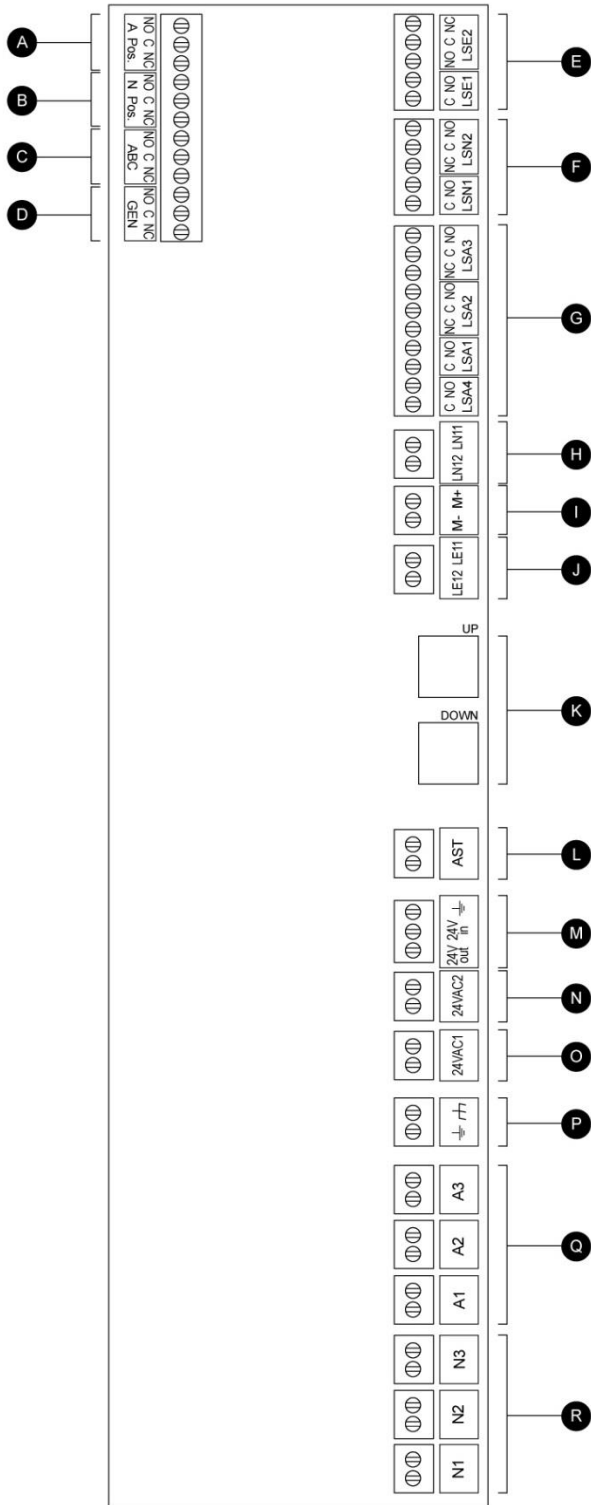 A
NO C NC
A Pos.
B
NO C NC
N Pos.
C
NO C NC
ABC
D
NO C NC
GEN
NO C NC
LSE2
C NO
LSE1
E
NC C NO
LSN2
C NO
LSN1
F
NC C NO
LSA3
NC C NO
LSA2
C NO
LSA1
C NO
LSA4
G
LN12 LN11
H
M- M+
I
LE12 LE11
J
UP
DOWN
K
AST
L
24V 24V
out in
M
24VAC2
N
24VAC1
O
P
A3
A2
A1
Q
N3
N2
N1
R